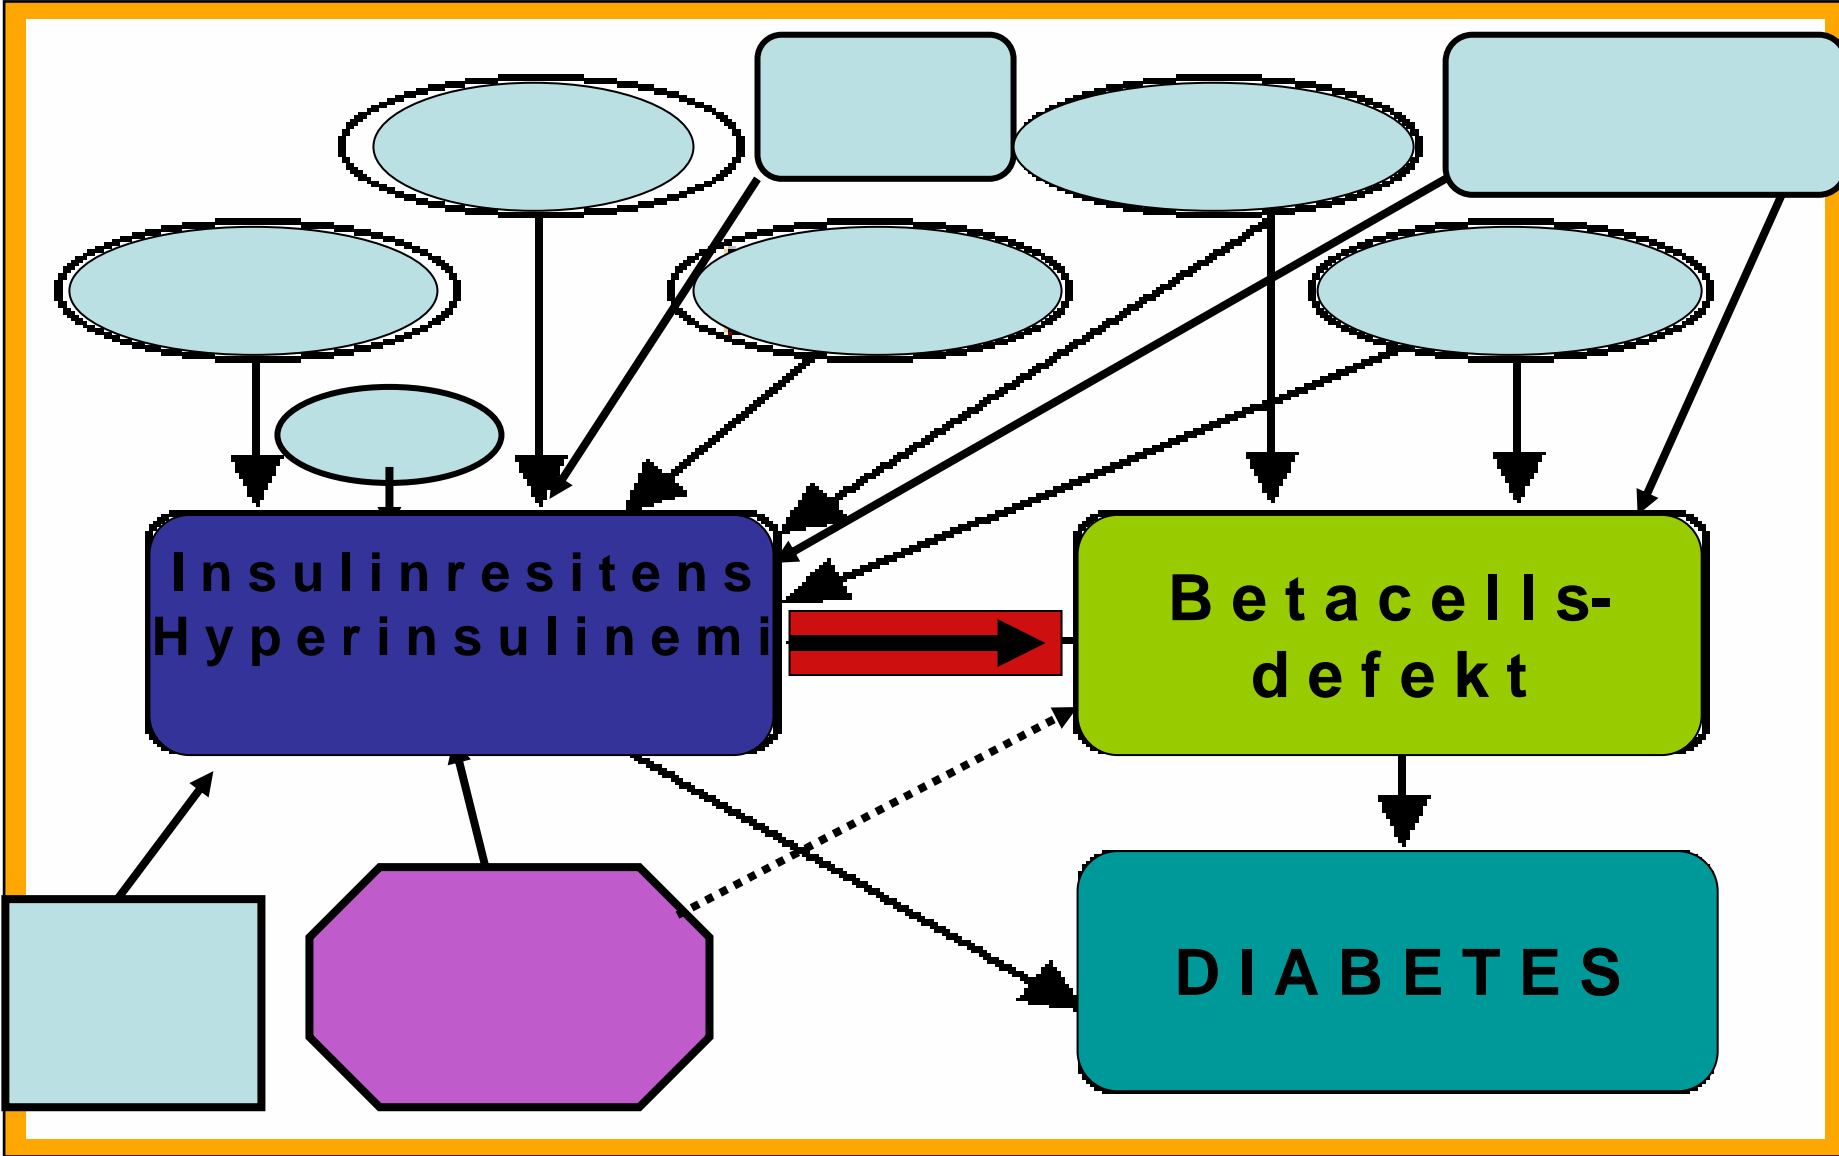 Insulinresitens
Hyperinsulinemi
Betacells-
defekt
DIABETES